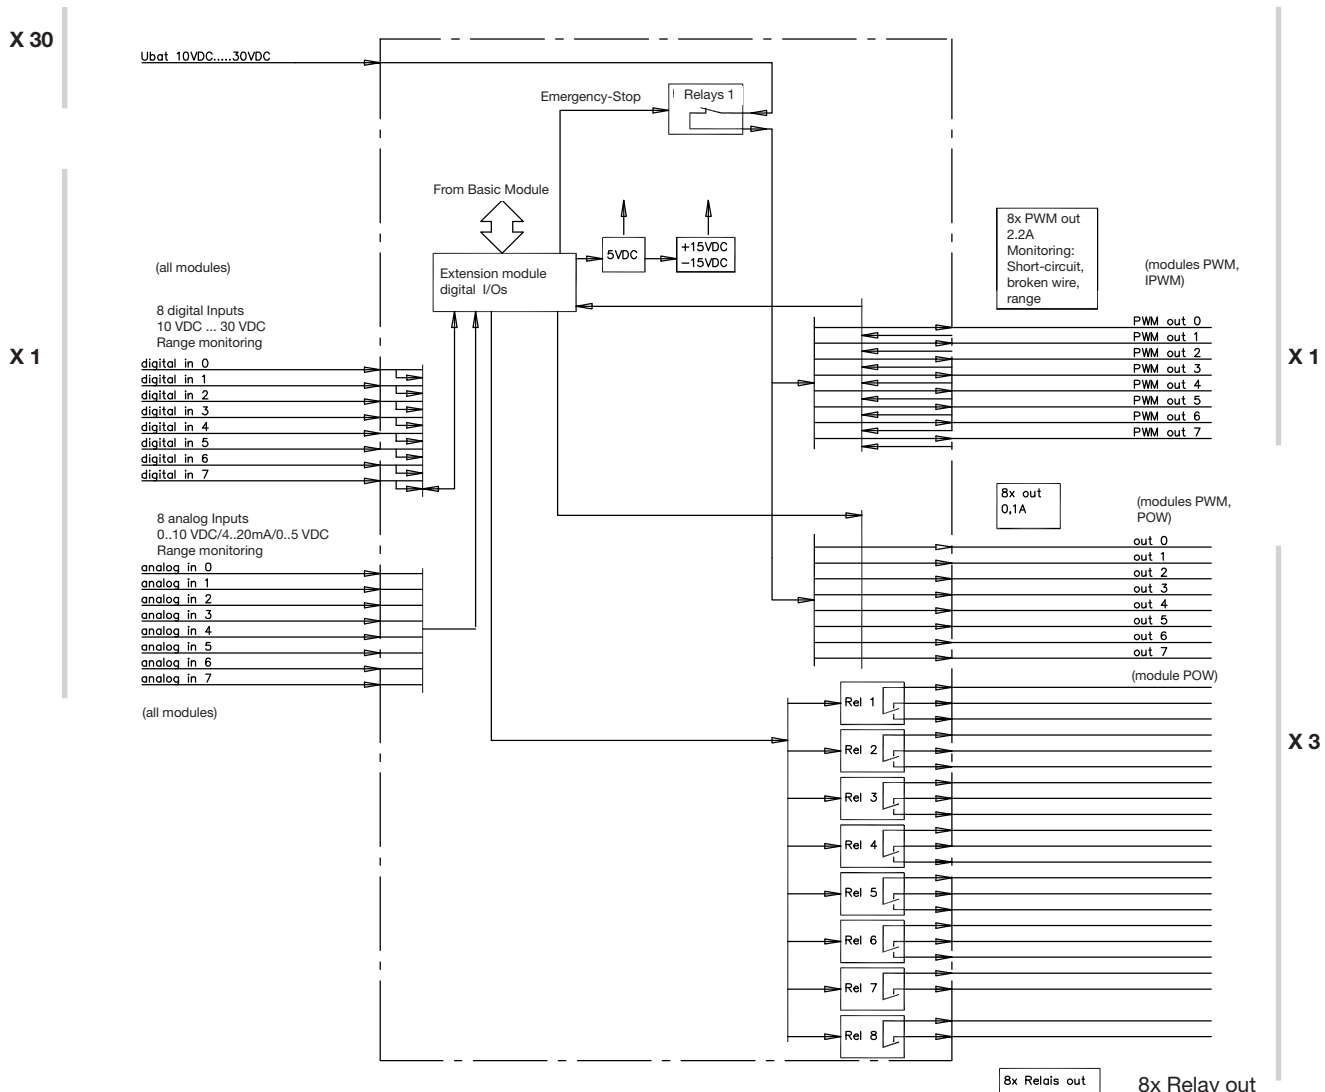 X 30
Ubat 10VDC.....30VDC
Emergency-Stop
Relays 1
From Basic Module
X 1
(all modules)
8 digital Inputs
10 VDC ... 30 VDC
Range monitoring
digital in 0
digital in 1
digital in 2
digital in 3
digital in 4
digital in 5
digital in 6
digital in 7
8 analog Inputs
0..10 VDC/4..20mA/0..5 VDC
Range monitoring
analog in 0
analog in 1
analog in 2
analog in 3
analog in 4
analog in 5
analog in 6
analog in 7
(all modules)
Extension module
digital I/Os
5VDC
+15VDC
−15VDC
8x PWM out
2.2A
Monitoring:
Short-circuit,
broken wire,
range
(modules PWM,
IPWM)
PWM out 0
PWM out 1
PWM out 2
PWM out 3
PWM out 4
PWM out 5
PWM out 6
PWM out 7
X 1
8x out
0,1A
(modules PWM,
POW)
out 0
out 1
out 2
out 3
out 4
out 5
out 6
out 7
(module POW)
Rel 1
Rel 2
Rel 3
Rel 4
Rel 5
Rel 6
Rel 7
Rel 8
X 3
8x Relais out
8x Relay out